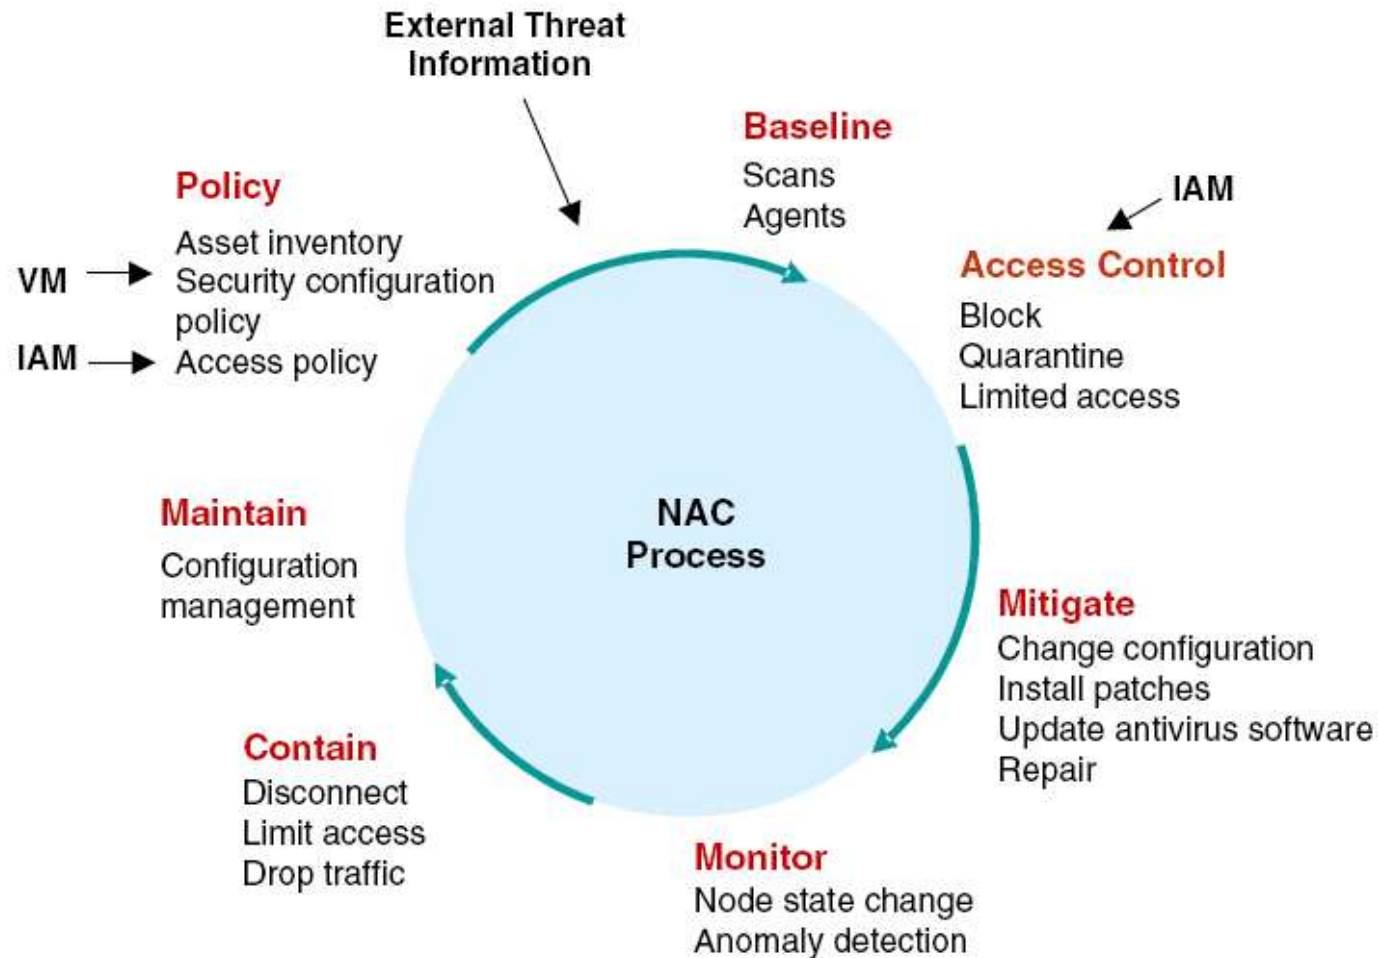 External Threat
Information
Baseline
Scans
Agents
IAM
Access Control
Block
Quarantine
Limited access
Policy
Asset inventory
Security configuration
policy
Access policy
VM
IAM
NAC
Process
Maintain
Configuration
management
Mitigate
Change configuration
Install patches
Update antivirus software
Repair
Contain
Disconnect
Limit access
Drop traffic
Monitor
Node state change
Anomaly detection